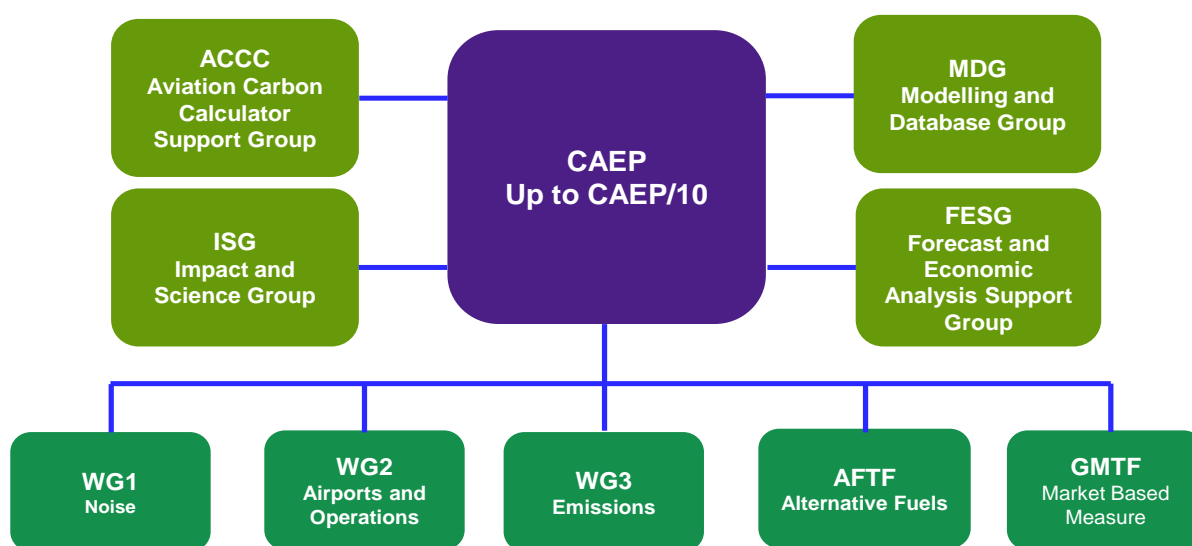 ACCC
Aviation Carbon
Calculator
Support Group
CAEP
Up to CAEP/10
MDG
Modelling and
Database Group
ISG
Impact and
Science Group
FESG
Forecast and
Economic
Analysis Support
Group
WG1
Noise
WG2
Airports and
Operations
WG3
Emissions
AFTF
Alternative Fuels
GMTF
Market Based
Measure